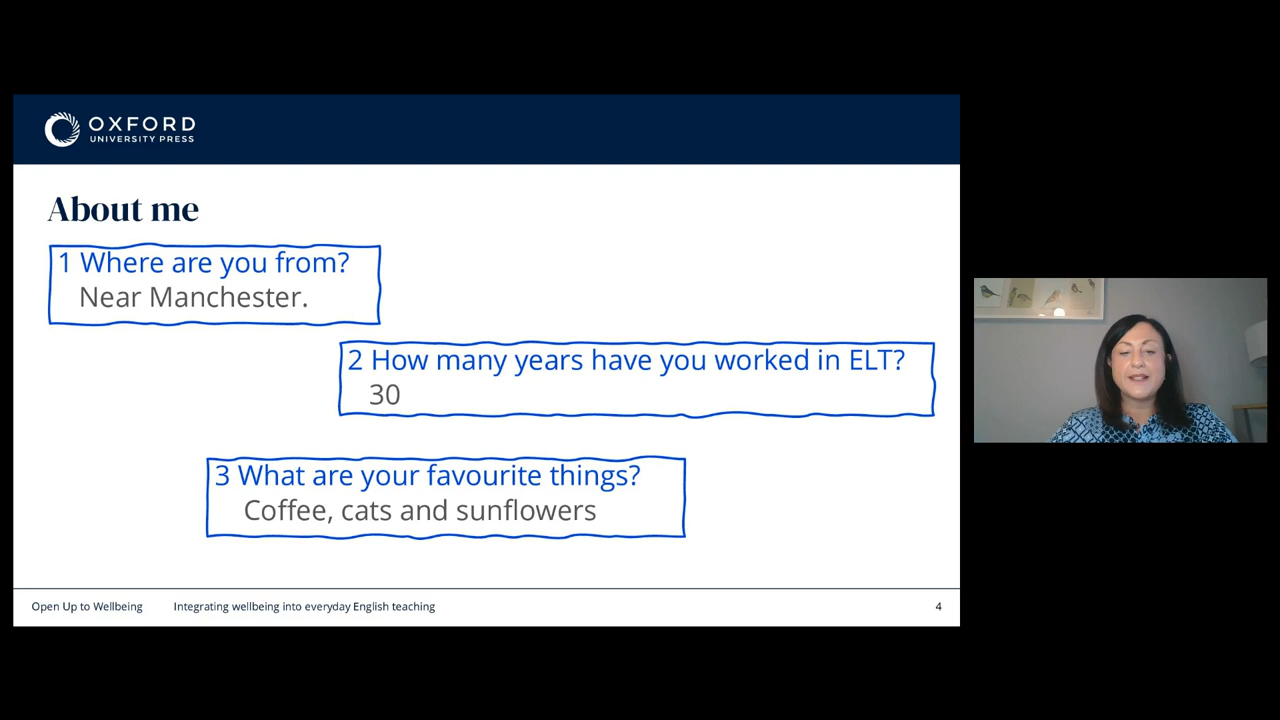 OXFORD
UNIVERSITY PRESS
About me
1 Where are you from?
Near Manchester.
2 How many years have you worked in ELT?
30
3 What are your favourite things?
Coffee, cats and sunflowers
Open Up to Wellbeing Integrating wellbeing into everyday English teaching 4